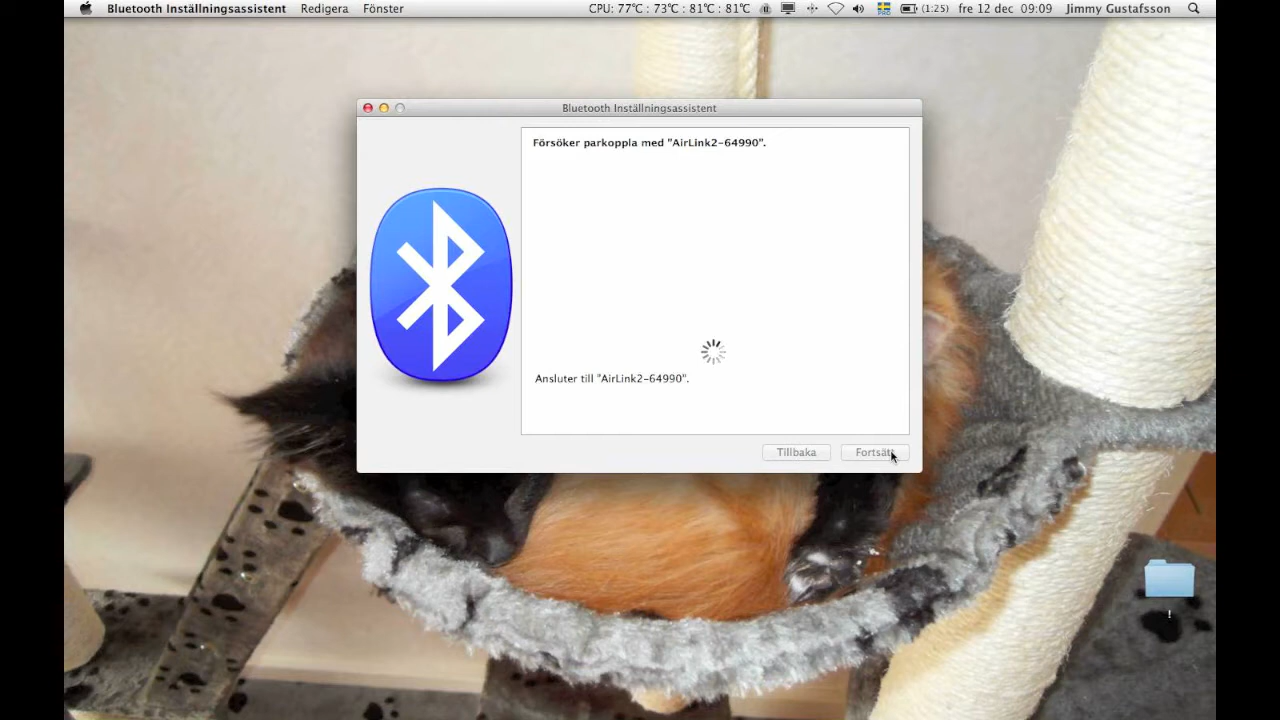 Bluetooth Inställningsassistent Redigera Fönster CPU: 77°C : 73°C : 81°C : 81°C (1:25) fre 12 dec 09:09 Jimmy Gustafsson
Bluetooth Inställningsassistent
Försöker parkoppla med "AirLink2-64990".
Ansluter till "AirLink2-64990".
Tillbaka Fortsätt
!